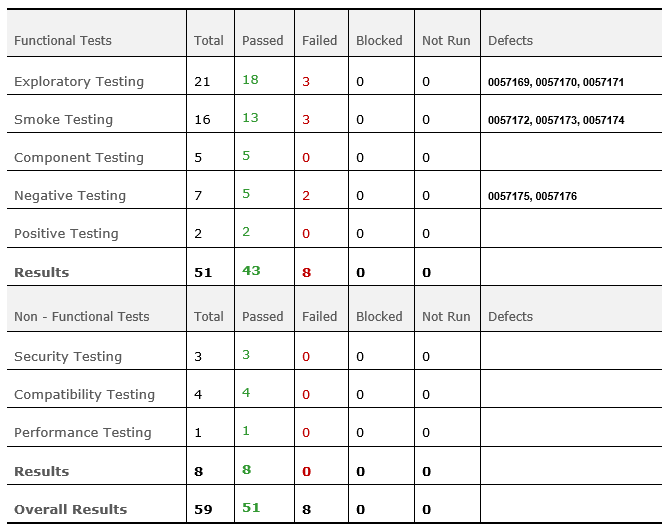 Functional Tests Total Passed Failed Blocked Not Run Defects
Exploratory Testing 21 18 3 0 0 0057169, 0057170, 0057171
Smoke Testing 16 13 3 0 0 0057172, 0057173, 0057174
Component Testing 5 5 0 0 0
Negative Testing 7 5 2 0 0 0057175, 0057176
Positive Testing 2 2 0 0 0
Results 51 43 8 0 0
Non - Functional Tests Total Passed Failed Blocked Not Run Defects
Security Testing 3 3 0 0 0
Compatibility Testing 4 4 0 0 0
Performance Testing 1 1 0 0 0
Results 8 8 0 0 0
Overall Results 59 51 8 0 0